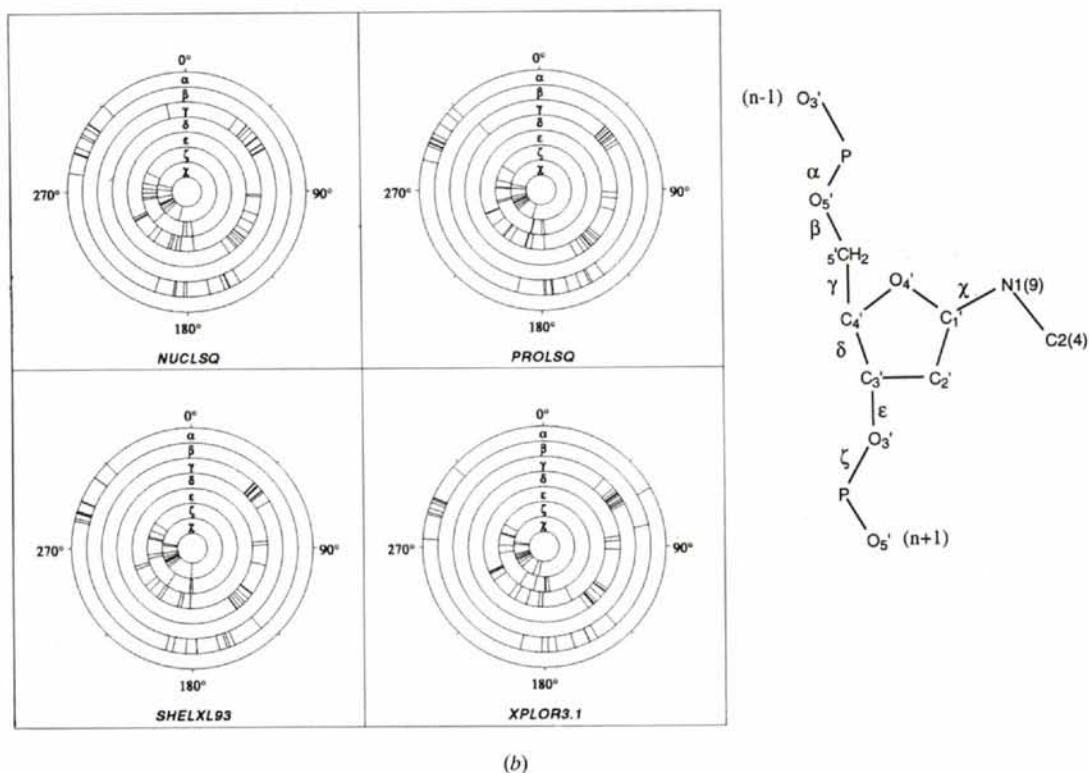 0°
α
β
γ
δ
ε
ζ
χ
270°
90°
180°
NUCLSQ
0°
α
β
γ
δ
ε
ζ
χ
270°
90°
180°
PROLSQ
0°
α
β
γ
δ
ε
ζ
χ
270°
90°
180°
SHELXL93
0°
α
β
γ
δ
ε
ζ
χ
270°
90°
180°
XPLOR3.1
(n-1) O3'
P
α
O5'
β
5'CH2
γ
O4'
χ
N1(9)
C4'
C1'
C2(4)
δ
C3'
C2'
ε
O3'
ζ
P
O5' (n+1)
(b)